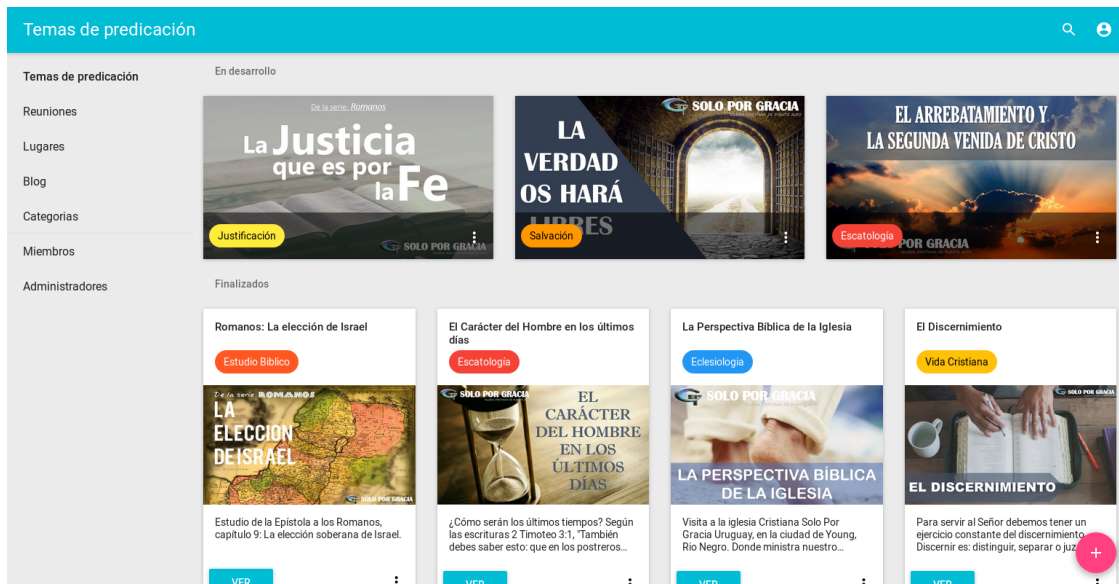 Temas de predicación
Temas de predicación
Reuniones
Lugares
Blog
Categorias
Miembros
Administradores
En desarrollo
De la serie: Romanos
La Justicia
que es por
la Fe
Justificación
SOLO POR GRACIA
SOLO POR GRACIA
LA
VERDAD
OS HARÁ
LIBRES
Salvación
EL ARREBATAMIENTO Y
LA SEGUNDA VENIDA DE CRISTO
Escatología
POR GRACIA
Finalizados
Romanos: La elección de Israel
Estudio Bíblico
De la serie ROMANOS
LA
ELECCION
DE ISRAEL
SOLO POR GRACIA
Estudio de la Epístola a los Romanos,
capítulo 9: La elección soberana de Israel.
VER
El Carácter del Hombre en los últimos
días
Escatología
SOLO POR GRACIA
EL
CARÁCTER
DEL HOMBRE
EN LOS
ÚLTIMOS
DÍAS
¿Cómo serán los últimos tiempos? Según
las escrituras 2 Timoteo 3:1, "También
debes saber esto: que en los postreros...
VER
La Perspectiva Bíblica de la Iglesia
Eclesiologia
SOLO POR GRACIA
LA PERSPECTIVA BÍBLICA
DE LA IGLESIA
Visita a la iglesia Cristiana Solo Por
Gracia Uruguay, en la ciudad de Young,
Rio Negro. Donde ministra nuestro...
VER
El Discernimiento
Vida Cristiana
SOLO POR GRACIA
EL DISCERNIMIENTO
Para servir al Señor debemos tener un
ejercicio constante del discernimiento.
Discernir es: distinguir, separar o
VER